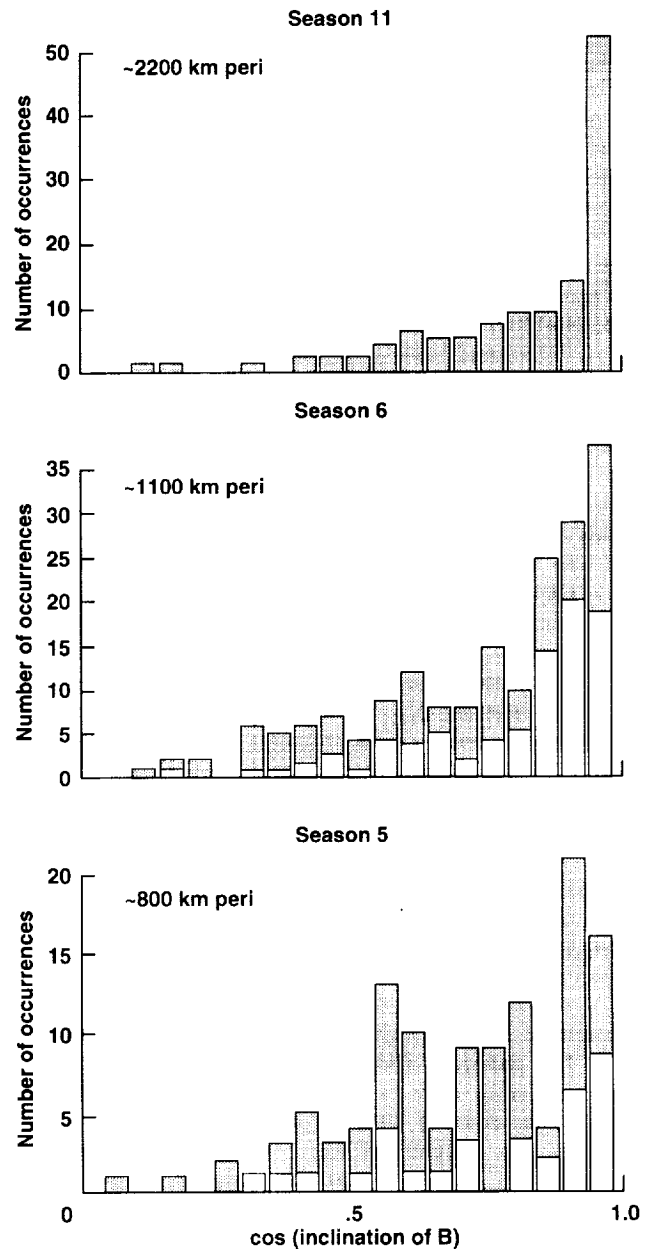 Season 11
~2200 km peri
50
40
30
20
10
0
Number of occurrences
Season 6
~1100 km peri
35
30
25
20
15
10
5
0
Number of occurrences
Season 5
~800 km peri
20
15
10
5
Number of occurrences
0
.5
1.0
cos (inclination of B)